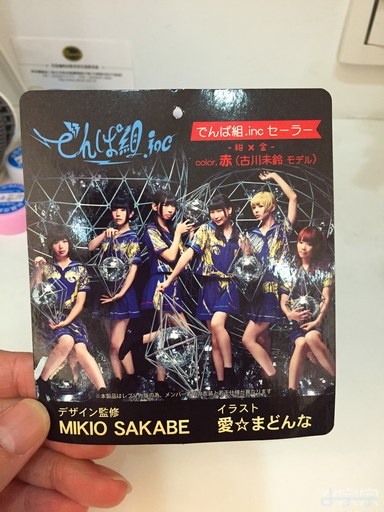 でんぱ組.inc
でんぱ組.inc セーラー
- 紺 × 金 -
color. 赤 (古川未鈴 モデル)
デザイン監修
MIKIO SAKABE
イラスト
愛☆まどんな